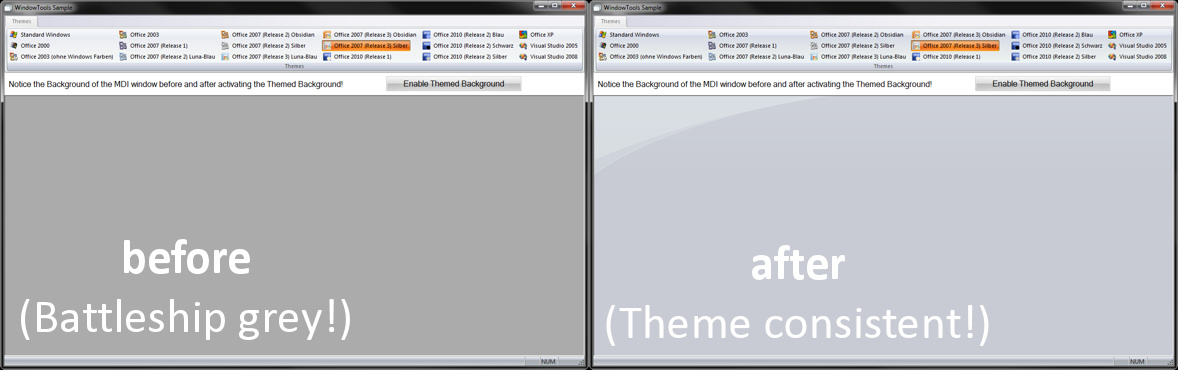 WindowTools Sample
Themes
Standard Windows
Office 2000
Office 2003 (ohne Windows Farben)
Office 2003
Office 2007 (Release 1)
Office 2007 (Release 2) Luna-Blau
Office 2007 (Release 2) Obsidian
Office 2007 (Release 2) Silber
Office 2007 (Release 3) Luna-Blau
Office 2007 (Release 3) Obsidian
Office 2007 (Release 3) Silber
Office 2010 (Release 1)
Office 2010 (Release 2) Blau
Office 2010 (Release 2) Schwarz
Office 2010 (Release 2) Silber
Office XP
Visual Studio 2005
Visual Studio 2008
Themes
Notice the Background of the MDI window before and after activating the Themed Background!
Enable Themed Background
before
(Battleship grey!)
NUM
WindowTools Sample
Themes
Standard Windows
Office 2000
Office 2003 (ohne Windows Farben)
Office 2003
Office 2007 (Release 1)
Office 2007 (Release 2) Luna-Blau
Office 2007 (Release 2) Obsidian
Office 2007 (Release 2) Silber
Office 2007 (Release 3) Luna-Blau
Office 2007 (Release 3) Obsidian
Office 2007 (Release 3) Silber
Office 2010 (Release 1)
Office 2010 (Release 2) Blau
Office 2010 (Release 2) Schwarz
Office 2010 (Release 2) Silber
Office XP
Visual Studio 2005
Visual Studio 2008
Themes
Notice the Background of the MDI window before and after activating the Themed Background!
Enable Themed Background
after
(Theme consistent!)
NUM